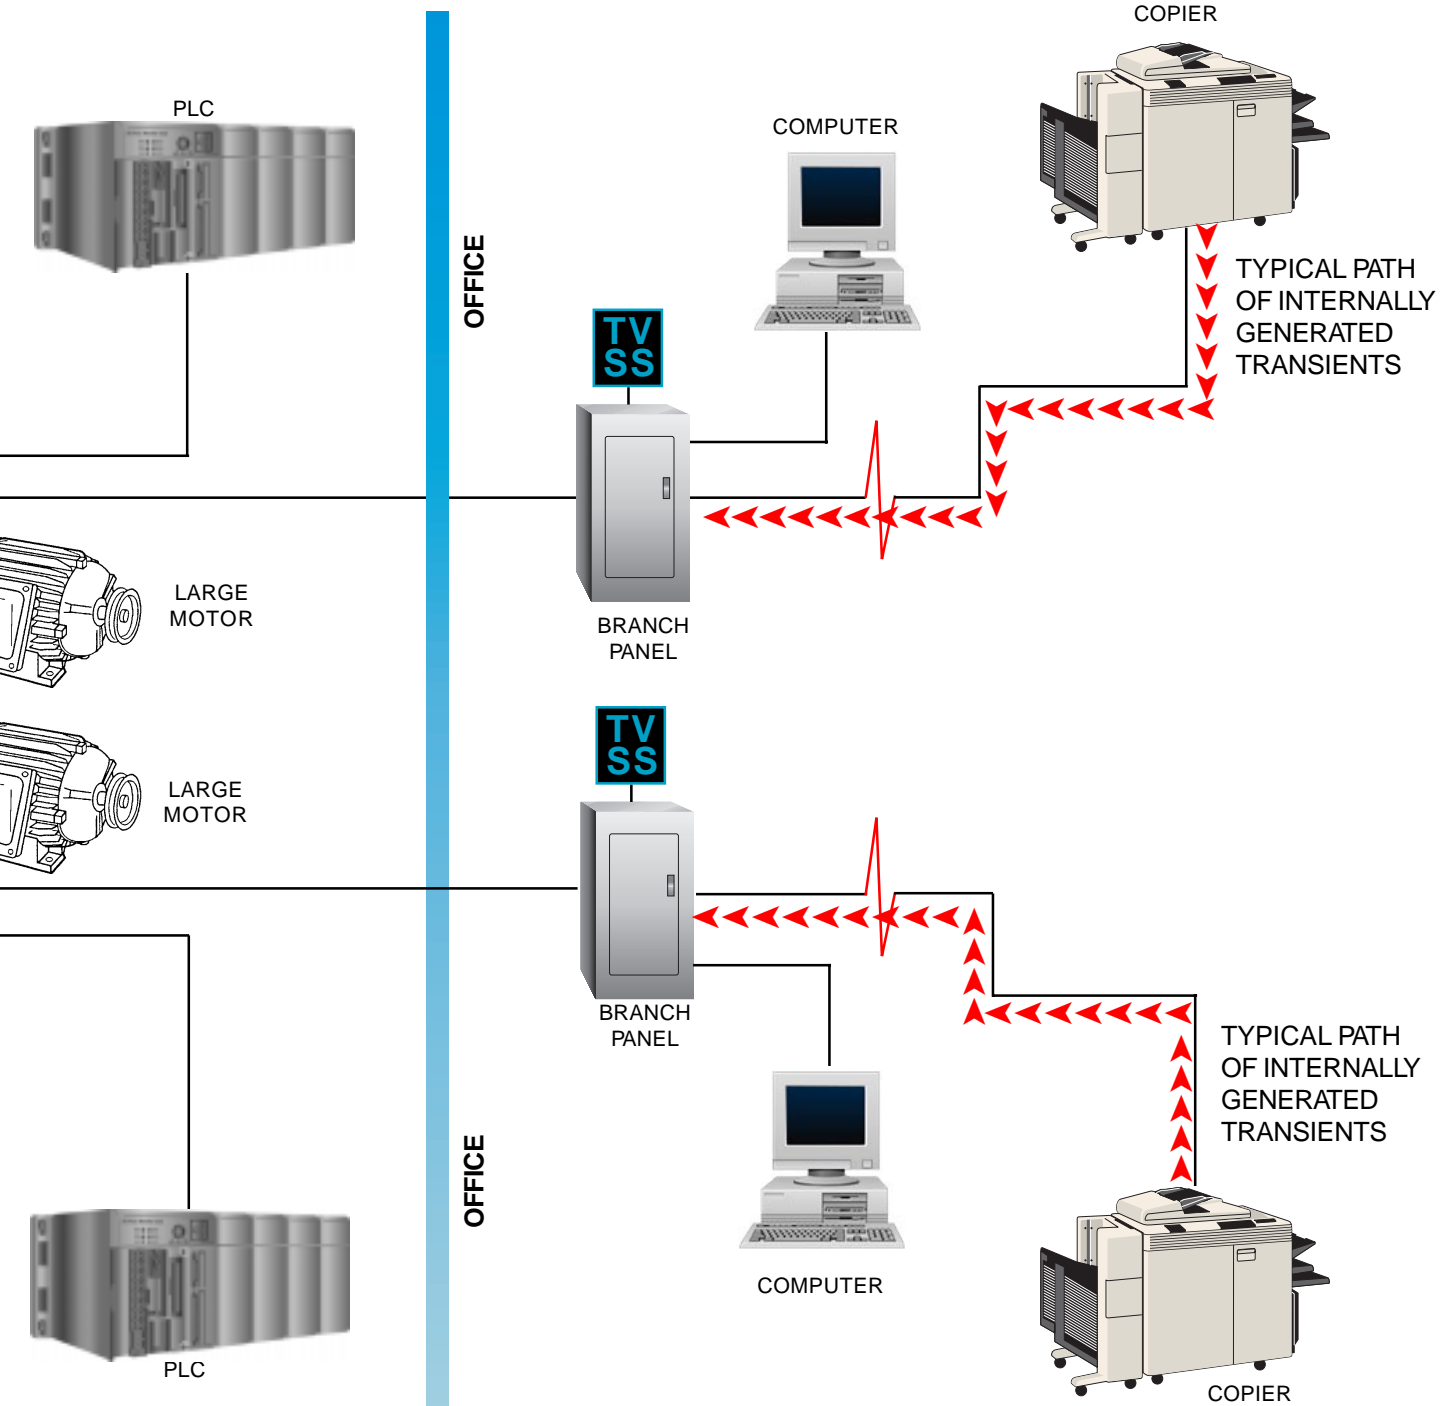 COPIER
PLC
COMPUTER
OFFICE
TYPICAL PATH
OF INTERNALLY
GENERATED
TRANSIENTS
TV
SS
LARGE
MOTOR
BRANCH
PANEL
TV
SS
LARGE
MOTOR
BRANCH
PANEL
TYPICAL PATH
OF INTERNALLY
GENERATED
TRANSIENTS
OFFICE
COMPUTER
PLC
COPIER